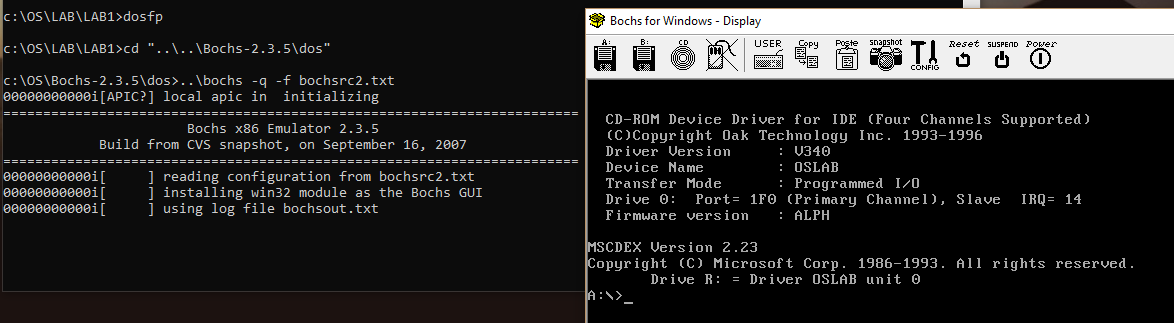 c:\OS\LAB\LAB1>dosfp
c:\OS\LAB\LAB1>cd "..\..\Bochs-2.3.5\dos"
c:\OS\Bochs-2.3.5\dos>..\bochs -q -f bochsrc2.txt
00000000000i[APIC?] local apic in  initializing
========================================================================
Bochs x86 Emulator 2.3.5
Build from CVS snapshot, on September 16, 2007
========================================================================
00000000000i[     ] reading configuration from bochsrc2.txt
00000000000i[     ] installing win32 module as the Bochs GUI
00000000000i[     ] using log file bochsout.txt
Bochs for Windows - Display
A: B: CD USER Copy Paste snapshot CONFIG Reset SUSPEND Power
CD-ROM Device Driver for IDE (Four Channels Supported)
(C)Copyright Oak Technology Inc. 1993-1996
Driver Version    : V340
Device Name       : OSLAB
Transfer Mode     : Programmed I/O
Drive 0:  Port= 1F0 (Primary Channel), Slave  IRQ= 14
Firmware version  : ALPH
MSCDEX Version 2.23
Copyright (C) Microsoft Corp. 1986-1993. All rights reserved.
Drive R: = Driver OSLAB unit 0
A:\>_